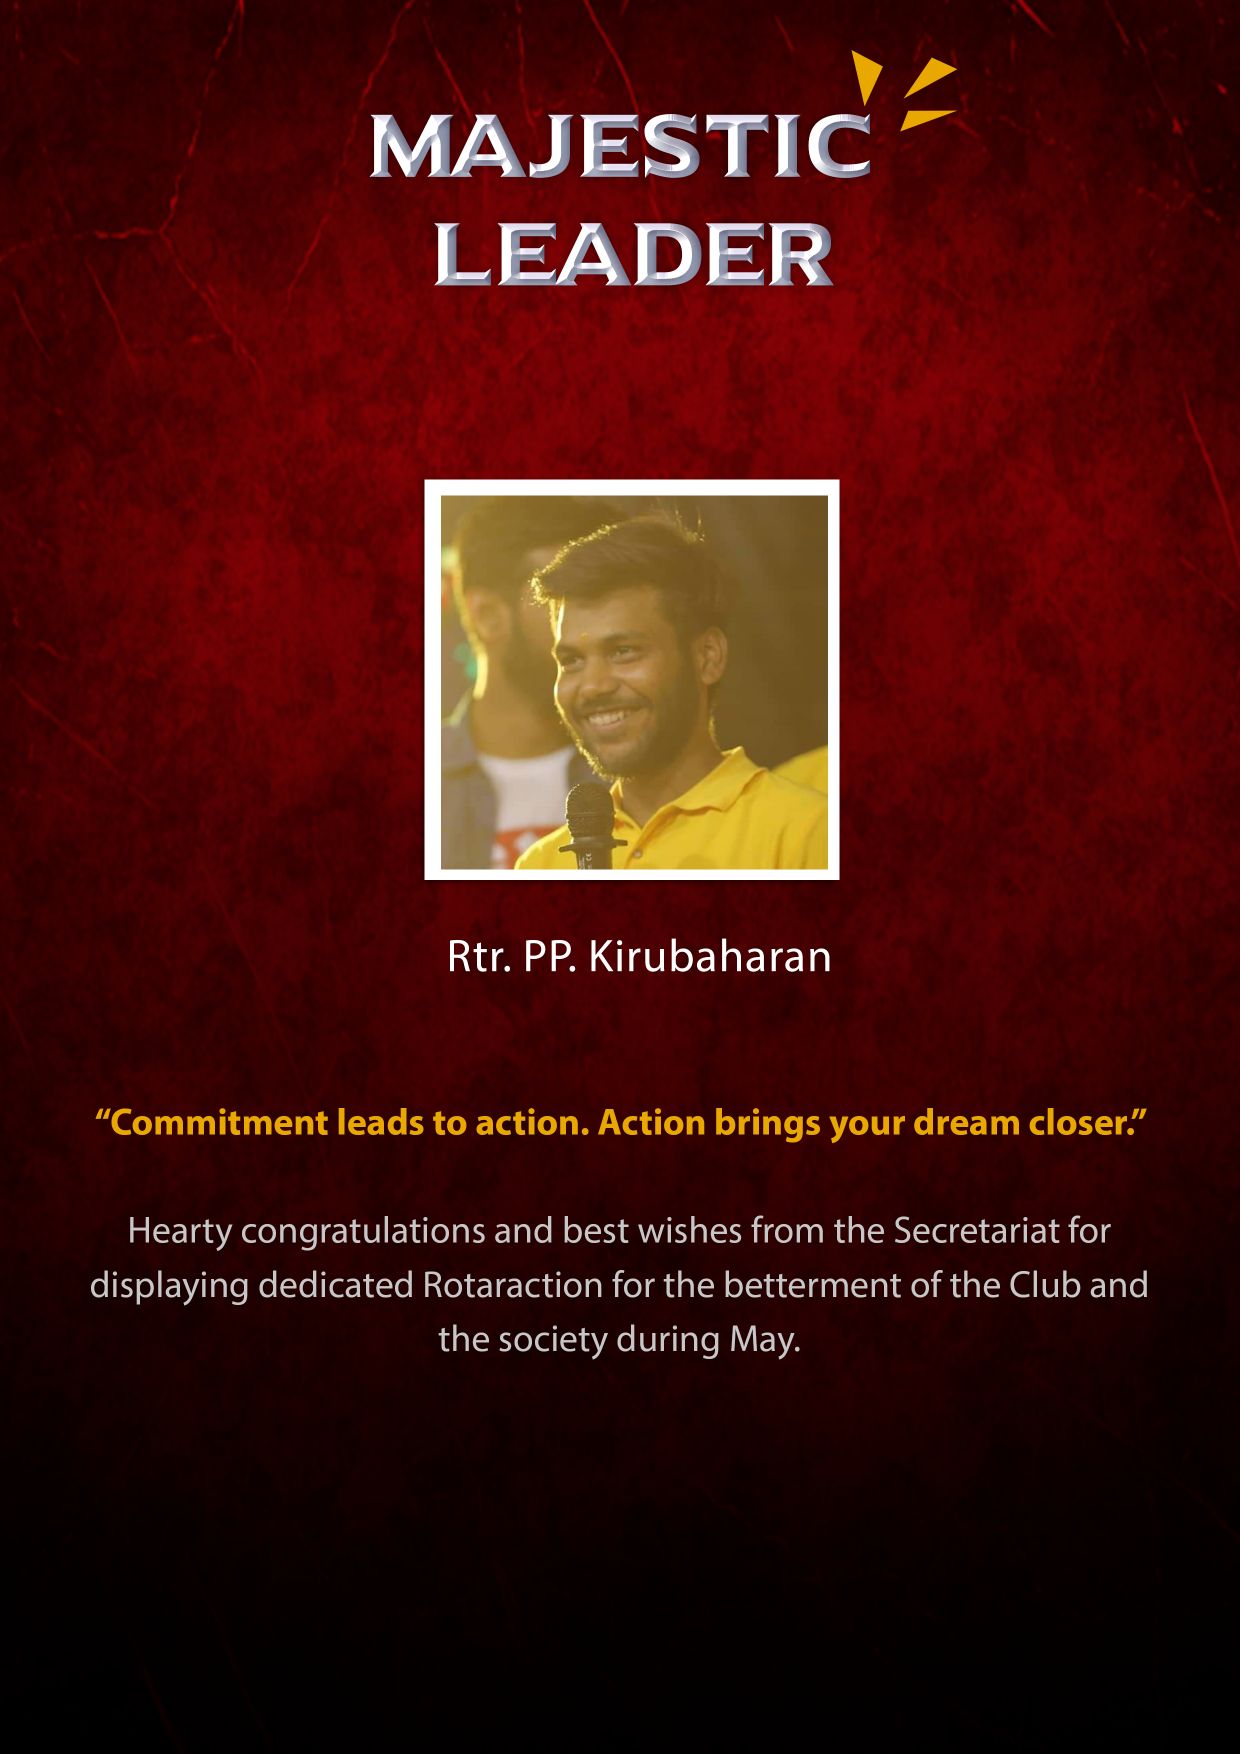 MAJESTIC
LEADER
Rtr. PP. Kirubaharan
“Commitment leads to action. Action brings your dream closer.”
Hearty congratulations and best wishes from the Secretariat for
displaying dedicated Rotaraction for the betterment of the Club and
the society during May.